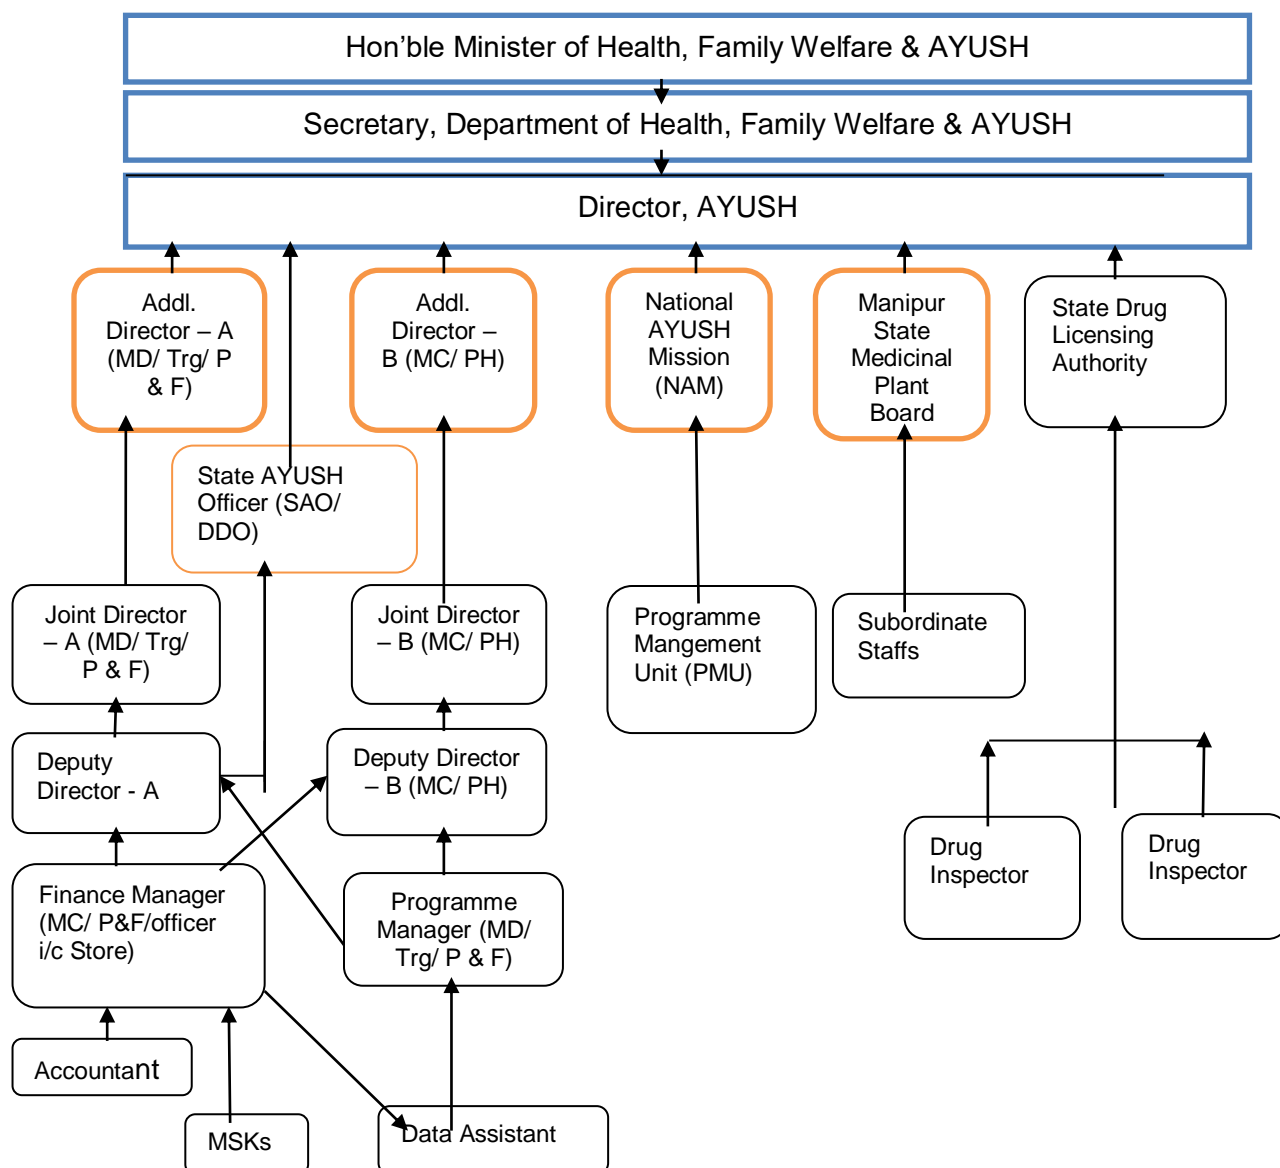 Hon’ble Minister of Health, Family Welfare & AYUSH
Secretary, Department of Health, Family Welfare & AYUSH
Director, AYUSH
Addl.
Director – A
(MD/ Trg/ P
& F)
Addl.
Director –
B (MC/ PH)
National
AYUSH
Mission
(NAM)
Manipur
State
Medicinal
Plant
Board
State Drug
Licensing
Authority
State AYUSH
Officer (SAO/
DDO)
Joint Director
– A (MD/ Trg/
P & F)
Joint Director
– B (MC/ PH)
Programme
Mangement
Unit (PMU)
Subordinate
Staffs
Deputy
Director - A
Deputy Director
– B (MC/ PH)
Drug
Inspector
Drug
Inspector
Finance Manager
(MC/ P&F/officer
i/c Store)
Programme
Manager (MD/
Trg/ P & F)
Accountant
MSKs
Data Assistant